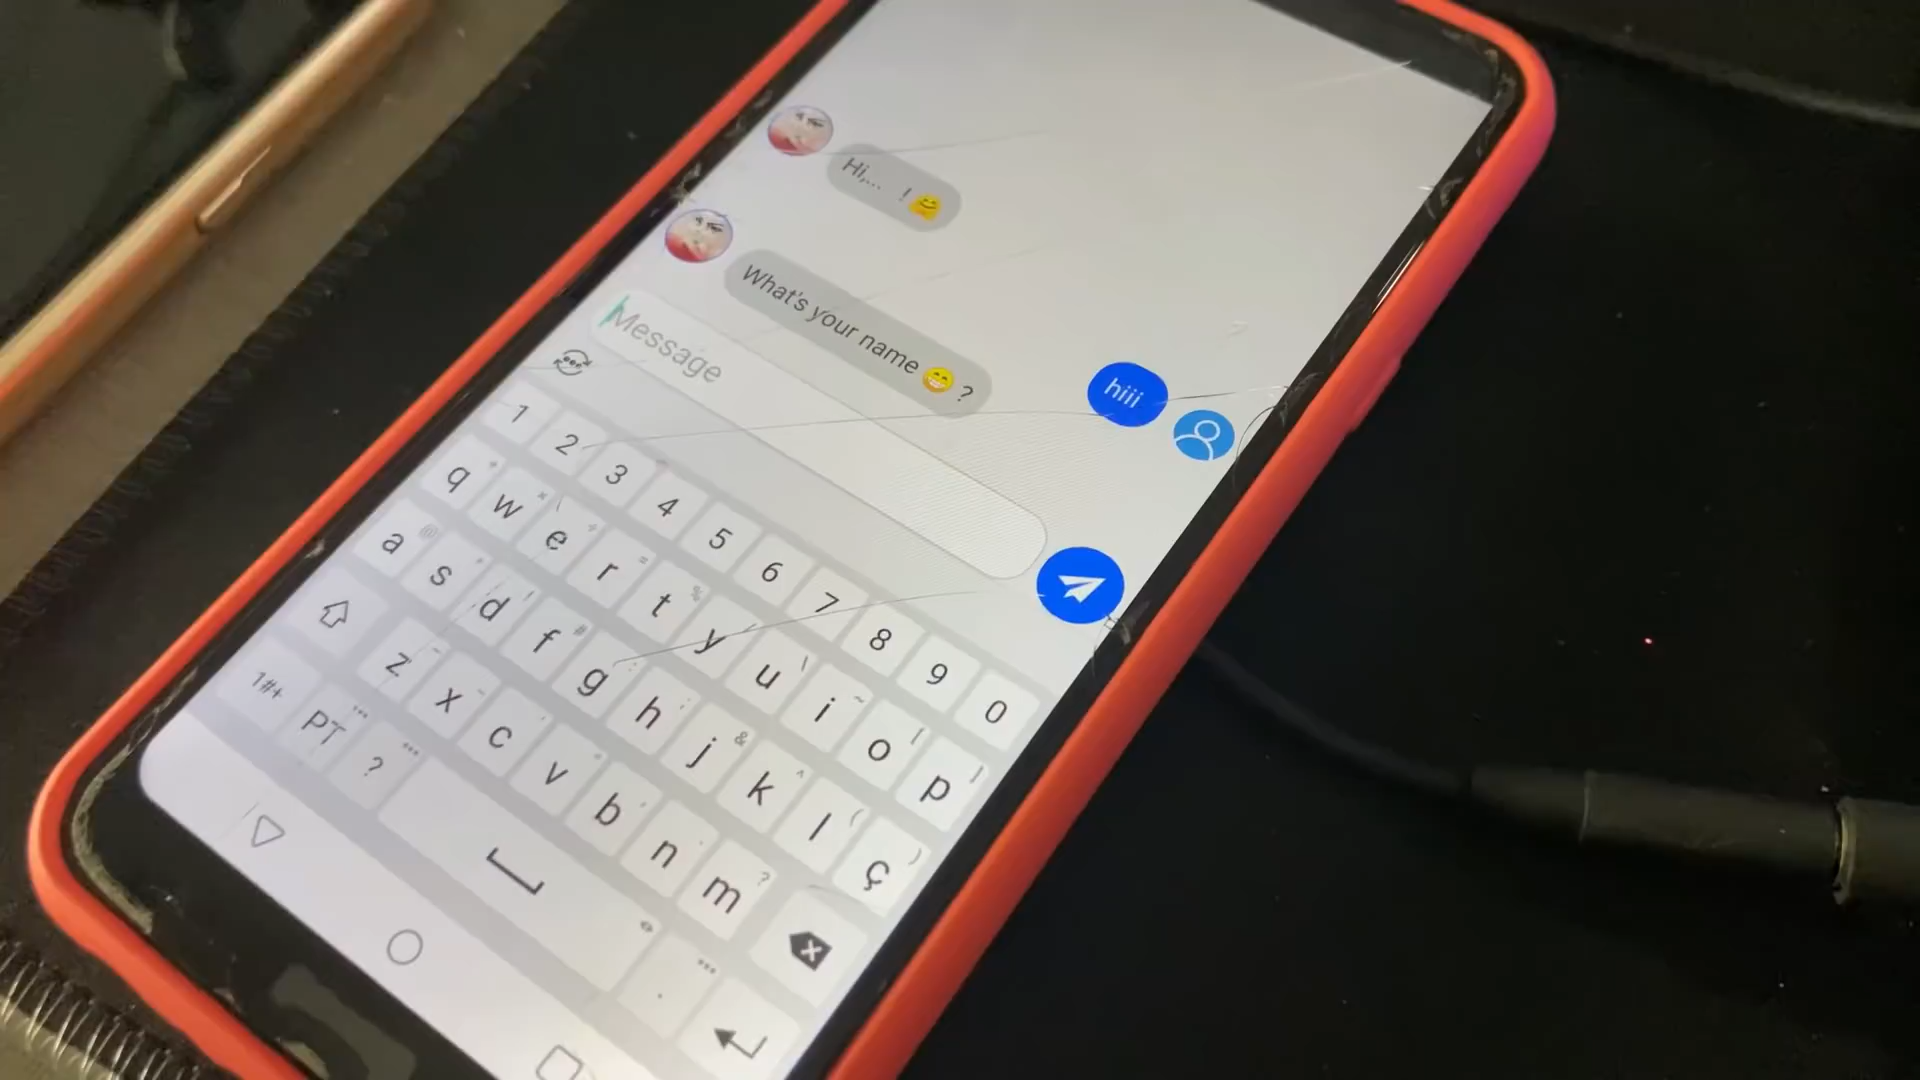 Hi,... !🤗
What's your name 😁 ?
hiii
Message
1 2 3 4 5 6 7 8 9 0
q w e r t y u i o p
a s d f g h j k l ç
z x c v b n m
1#+ PT ? .